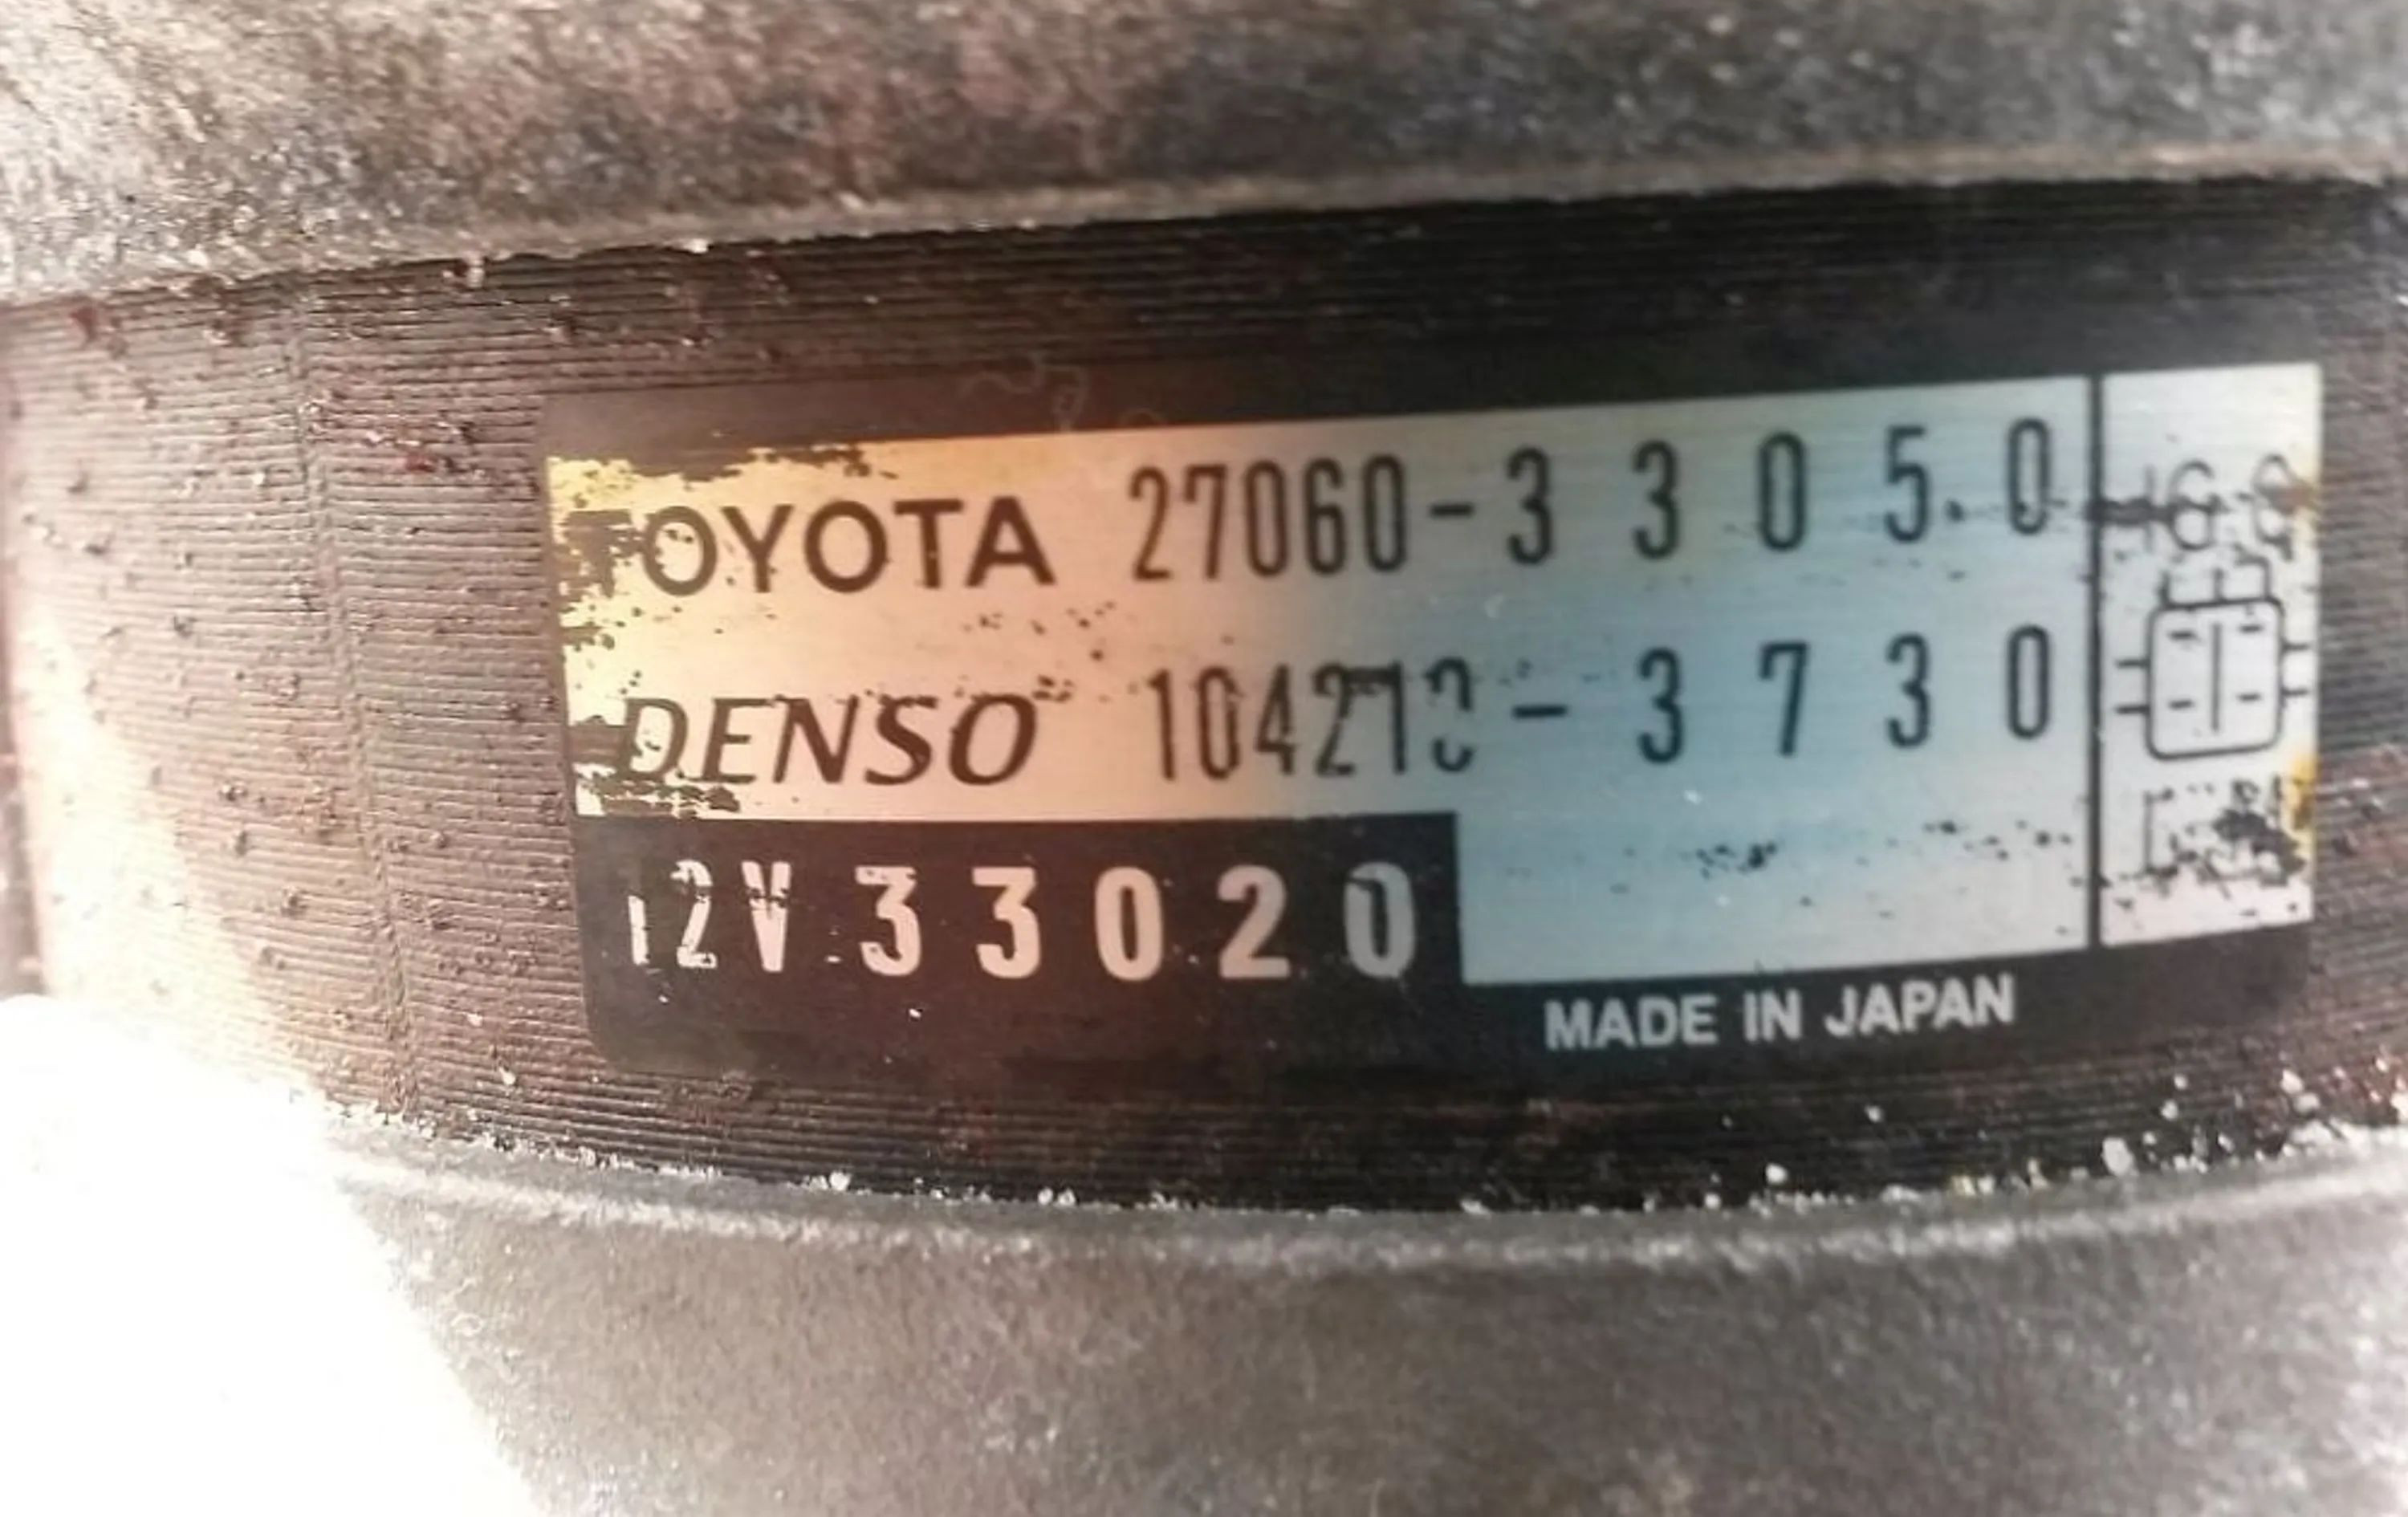 TOYOTA 27060-33050
DENSO 104210-3730
12V 33020
MADE IN JAPAN